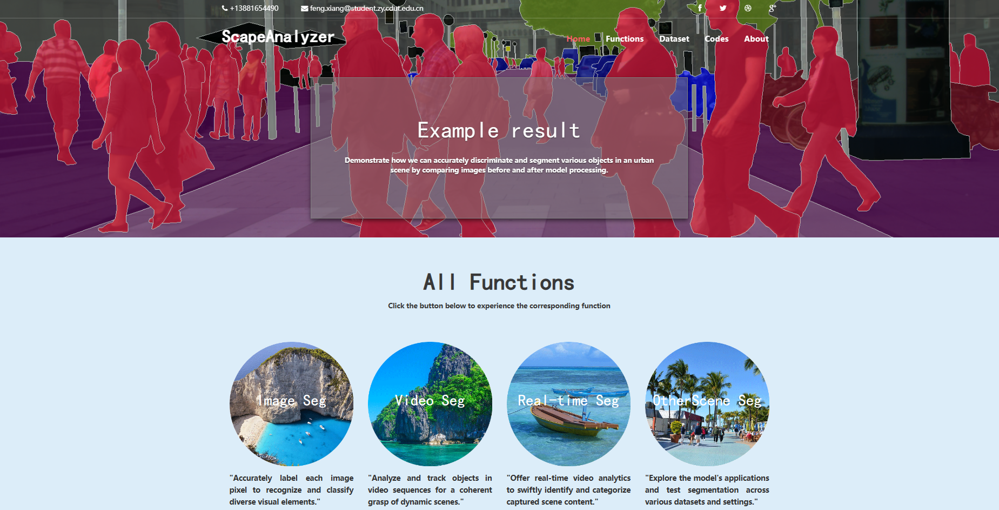 +13881654490 feng.xiang@student.zy.cdut.edu.cn
ScapeAnalyzer
Home Functions Dataset Codes About
Example result
Demonstrate how we can accurately discriminate and segment various objects in an urban
scene by comparing images before and after model processing.
All Functions
Click the button below to experience the corresponding function
Image Seg
Video Seg
Real-time Seg
OtherScene Seg
"Accurately label each image
pixel to recognize and classify
diverse visual elements."
"Analyze and track objects in
video sequences for a coherent
grasp of dynamic scenes."
"Offer real-time video analytics
to swiftly identify and categorize
captured scene content."
"Explore the model's applications
and test segmentation across
various datasets and settings."